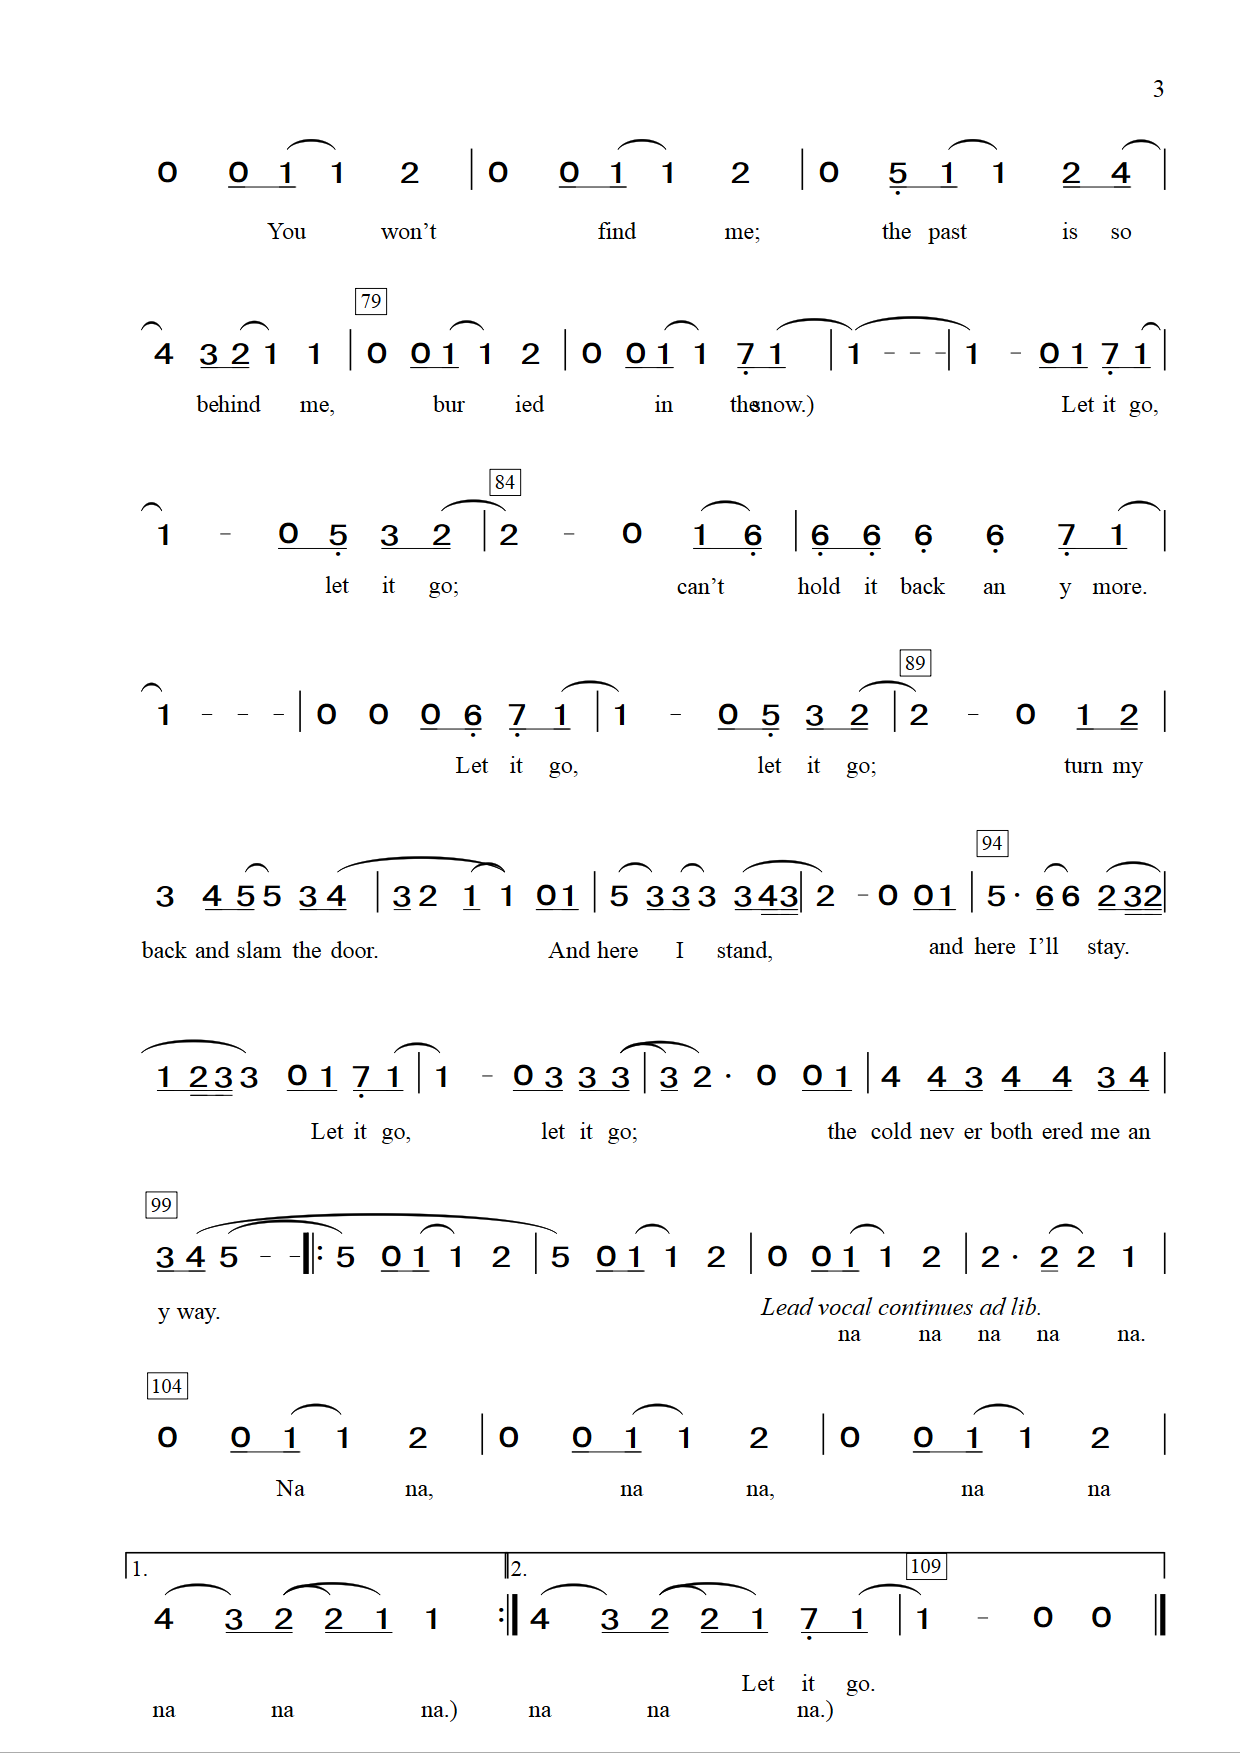 3
0 0 1 1 2 | 0 0 1 1 2 | 0 5 1 1 2 4 |
You won't find me; the past is so
79
4 3 2 1 1 | 0 0 1 1 2 | 0 0 1 1 7 1 | 1 - - - | 1 - 0 1 7 1 |
behind me, bur ied in the snow.) Let it go,
84
1 - 0 5 3 2 | 2 - 0 1 6 | 6 6 6 6 7 1 |
let it go; can't hold it back an y more.
89
1 - - - | 0 0 0 6 7 1 | 1 - 0 5 3 2 | 2 - 0 1 2 |
Let it go, let it go; turn my
94
3 4 5 5 3 4 | 3 2 1 1 0 1 | 5 3 3 3 3 4 3 | 2 - 0 0 1 | 5 · 6 6 2 3 2 |
back and slam the door. And here I stand, and here I'll stay.
1 2 3 3 0 1 7 1 | 1 - 0 3 3 3 | 3 2 · 0 0 1 | 4 4 3 4 4 3 4 |
Let it go, let it go; the cold nev er both ered me an
99
3 4 5 - - |: 5 0 1 1 2 | 5 0 1 1 2 | 0 0 1 1 2 | 2 · 2 2 1 |
y way. Lead vocal continues ad lib.
na na na na na.
104
0 0 1 1 2 | 0 0 1 1 2 | 0 0 1 1 2 |
Na na, na na, na na
1. 2. 109
4 3 2 2 1 1 :| 4 3 2 2 1 7 1 | 1 - 0 0 ||
Let it go.
na na na.) na na na.)